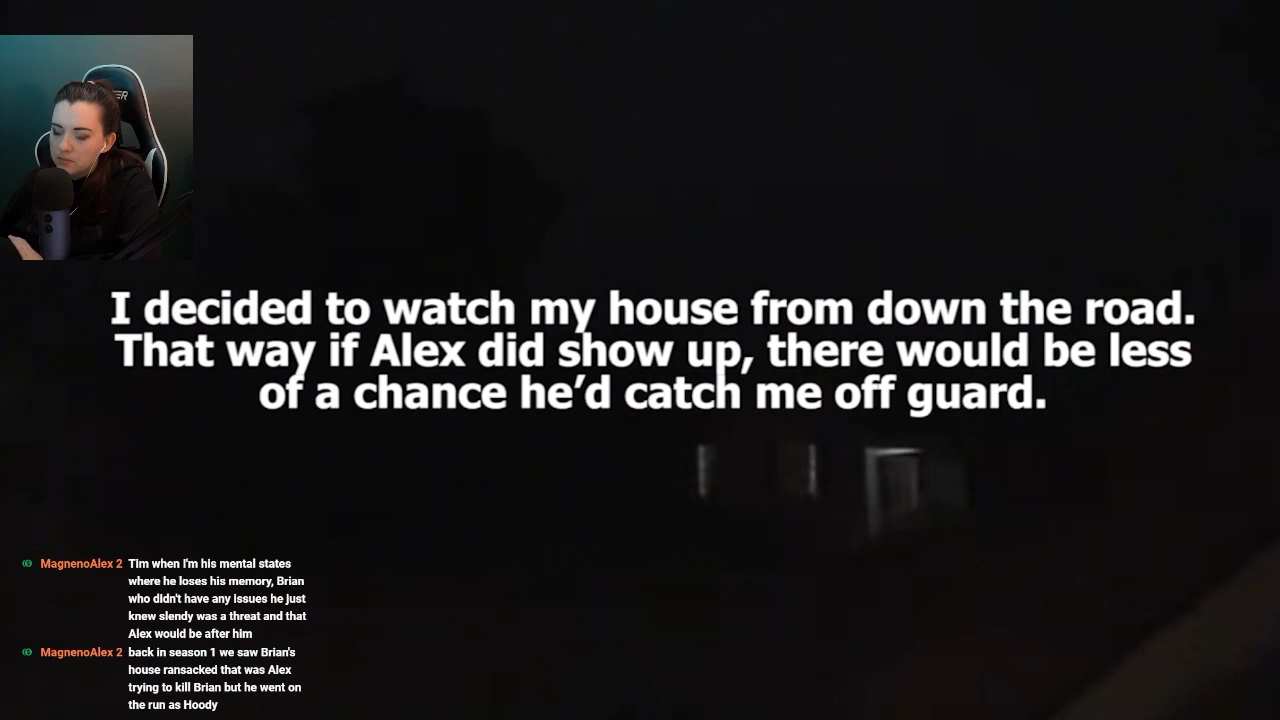 I decided to watch my house from down the road.
That way if Alex did show up, there would be less
of a chance he’d catch me off guard.
MagnenoAlex 2 Tim when I'm his mental states
where he loses his memory, Brian
who didn't have any issues he just
knew slendy was a threat and that
Alex would be after him
MagnenoAlex 2 back in season 1 we saw Brian's
house ransacked that was Alex
trying to kill Brian but he went on
the run as Hoody